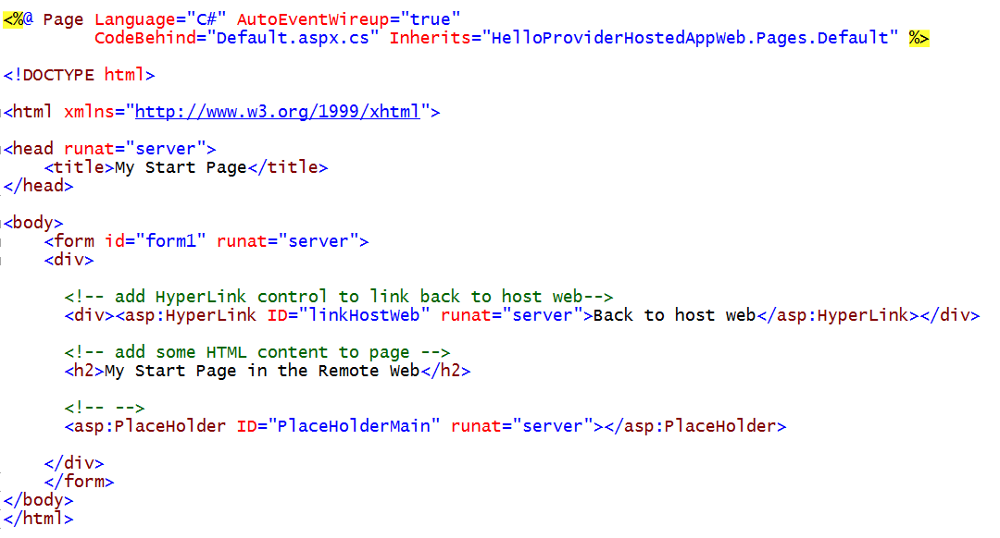 <%@ Page Language="C#" AutoEventWireup="true"
         CodeBehind="Default.aspx.cs" Inherits="HelloProviderHostedAppWeb.Pages.Default" %>

<!DOCTYPE html>

<html xmlns="http://www.w3.org/1999/xhtml">

<head runat="server">
    <title>My Start Page</title>
</head>

<body>
    <form id="form1" runat="server">
    <div>

      <!-- add HyperLink control to link back to host web-->
      <div><asp:HyperLink ID="linkHostWeb" runat="server">Back to host web</asp:HyperLink></div>

      <!-- add some HTML content to page -->
      <h2>My Start Page in the Remote Web</h2>

      <!-- -->
      <asp:PlaceHolder ID="PlaceHolderMain" runat="server"></asp:PlaceHolder>

    </div>
    </form>
</body>
</html>